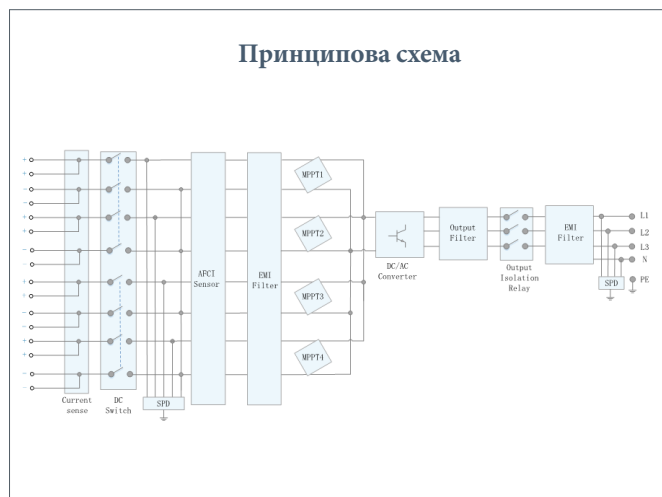 Принципова схема
+
+
-
-
+
+
-
-
+
+
-
-
+
+
-
-
Current
sense
DC
Switch
SPD
AFCI
Sensor
EMI
Filter
MPPT1
MPPT2
MPPT3
MPPT4
DC/AC
Converter
Output
Filter
Output
Isolation
Relay
EMI
Filter
L1
L2
L3
N
PE
SPD